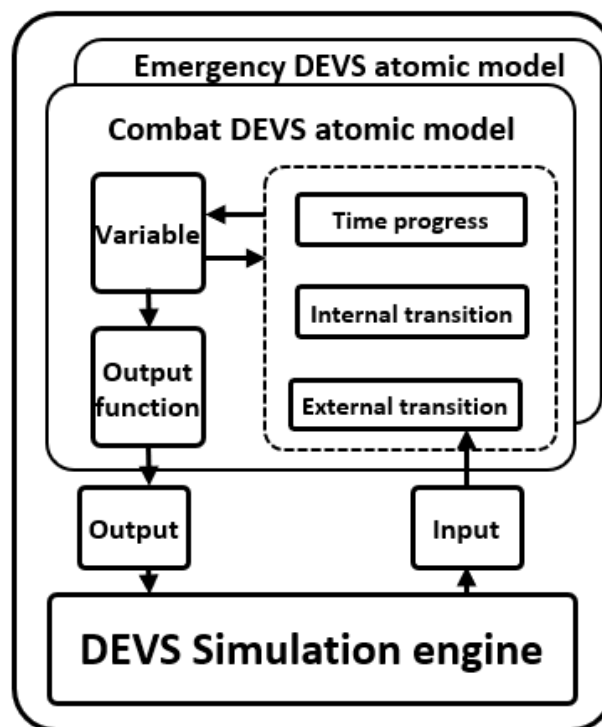 Emergency DEVS atomic model
Combat DEVS atomic model
Variable
Time progress
Internal transition
Output
function
External transition
Output
Input
DEVS Simulation engine